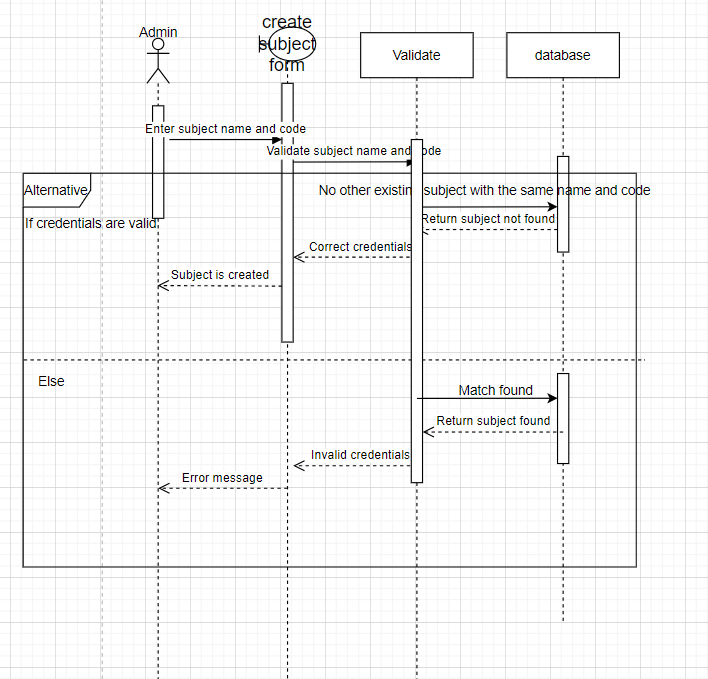 Admin
create
subject
form
Validate
database
Enter subject name and code
Validate subject name and code
Alternative
No other existing subject with the same name and code
If credentials are valid
Return subject not found
Correct credentials
Subject is created
Else
Match found
Return subject found
Invalid credentials
Error message